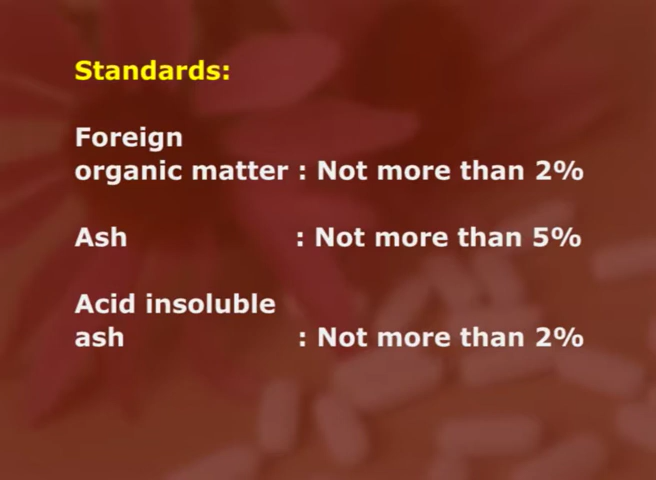 Standards:
Foreign
organic matter : Not more than 2%
Ash : Not more than 5%
Acid insoluble
ash : Not more than 2%